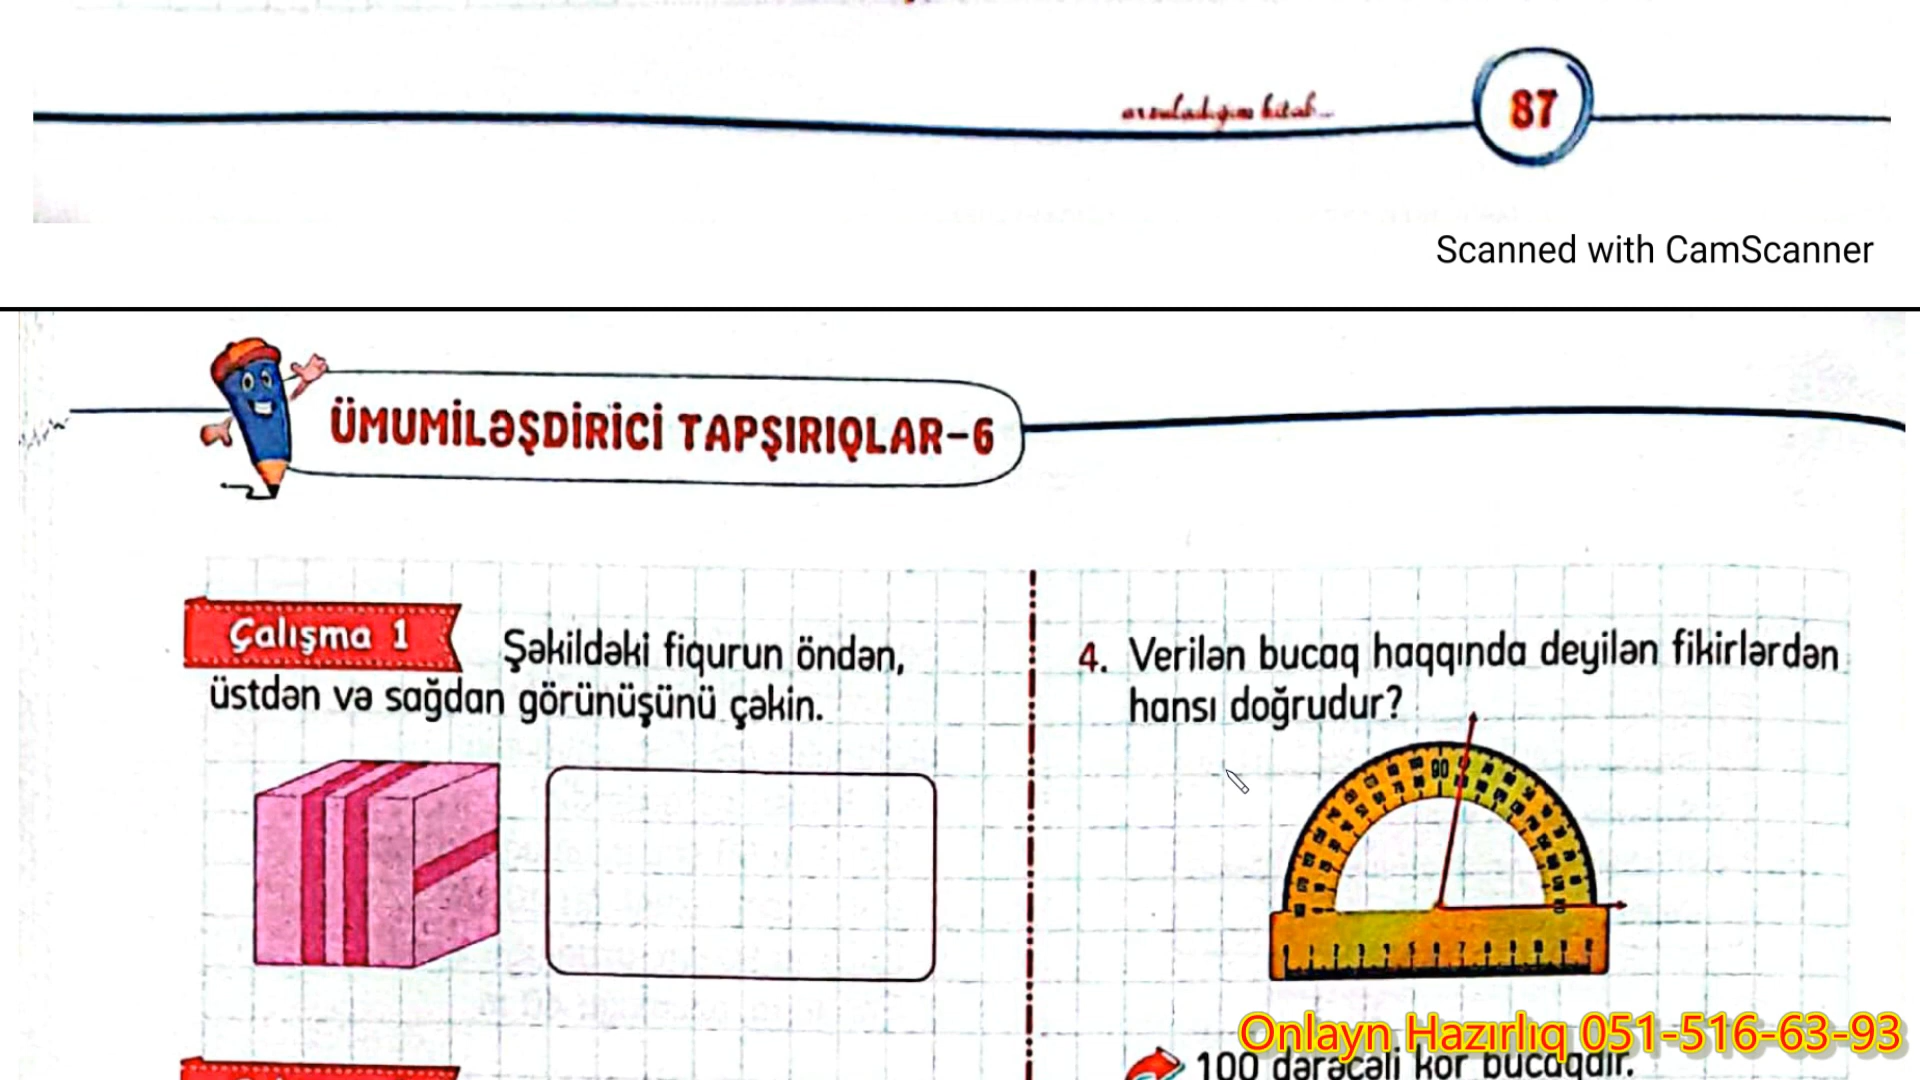 arzuladığım kitab...
87
Scanned with CamScanner
ÜMUMİLƏŞDİRİCİ TAPŞIRIQLAR-6
Çalışma 1 Şəkildəki fiqurun öndən,
üstdən və sağdan görünüşünü çəkin.
4. Verilən bucaq haqqında deyilən fikirlərdən
hansı doğrudur?
90
Onlayn Hazırlıq 051-516-63-93
100 dərəcəli kor bucaqdır.